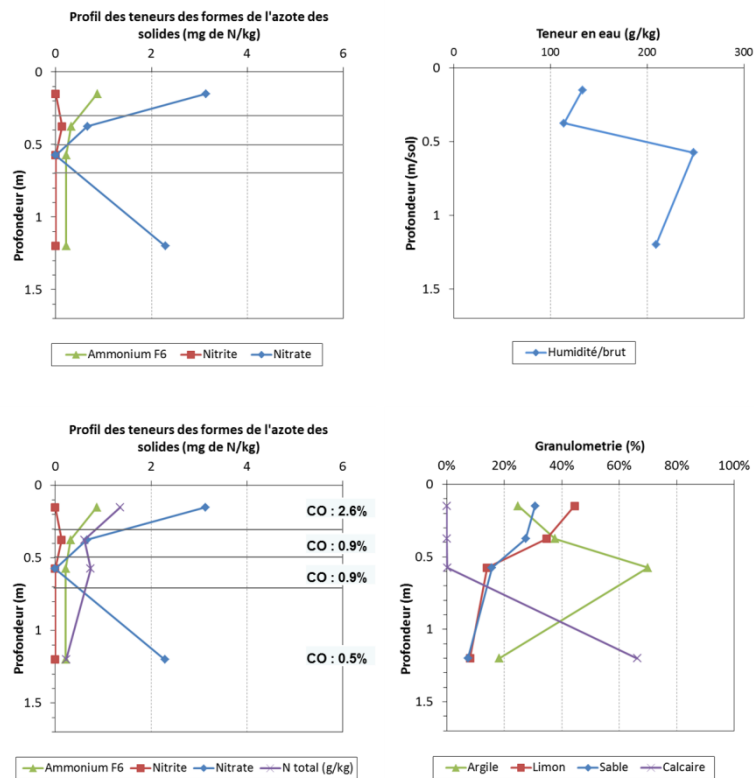 Profil des teneurs des formes de l'azote des
solides (mg de N/kg)
0 2 4 6
0
0.5
1
1.5
Profondeur (m)
Ammonium F6 Nitrite Nitrate
Teneur en eau (g/kg)
0 100 200 300
0
0.5
1
1.5
Profondeur (m/sol)
Humidité/brut
Profil des teneurs des formes de l'azote des
solides (mg de N/kg)
0 2 4 6
0
0.5
1
1.5
Profondeur (m)
CO : 2.6%
CO : 0.9%
CO : 0.9%
CO : 0.5%
Ammonium F6 Nitrite Nitrate N total (g/kg)
Granulometrie (%)
0% 20% 40% 60% 80% 100%
0
0.5
1
1.5
Profondeur (m)
Argile Limon Sable Calcaire